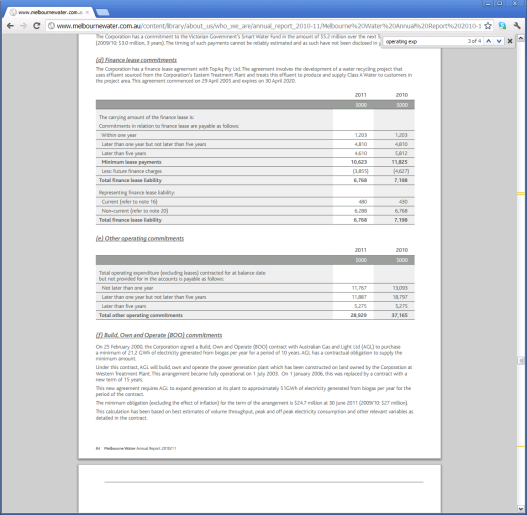 www.melbournewater.com.au
www.melbournewater.com.au/content/library/about_us/who_we_are/annual_report_2010-11/Melbourne%20Water%20Annual%20Report%202010-1
operating exp
3 of 4
The Corporation has a commitment to the Victorian Government's Smart Water Fund in the amount of $5.2 million over the next
(2009/10: $3.0 million, 3 years). The timing of such payments cannot be reliably estimated and as such have not been disclosed in
(d) Finance lease commitments
The Corporation has a finance lease agreement with TopAq Pty Ltd. The agreement involves the development of a water recycling project that
uses effluent sourced from the Corporation's Eastern Treatment Plant and treats this effluent to produce and supply Class A Water to customers in
the project area. This agreement commenced on 29 April 2005 and expires on 30 April 2020.
2011 2010
$000 $000
The carrying amount of the finance lease is:
Commitments in relation to finance lease are payable as follows:
Within one year 1,203 1,203
Later than one year but not later than five years 4,810 4,810
Later than five years 4,610 5,812
Minimum lease payments 10,623 11,825
Less: future finance charges (3,855) (4,627)
Total finance lease liability 6,768 7,198
Representing finance lease liability:
Current (refer to note 16) 480 430
Non-current (refer to note 20) 6,288 6,768
Total finance lease liability 6,768 7,198
(e) Other operating commitments
2011 2010
$000 $000
Total operating expenditure (excluding leases) contracted for at balance date
but not provided for in the accounts is payable as follows:
Not later than one year 11,767 13,093
Later than one year but not later than five years 11,887 18,797
Later than five years 5,275 5,275
Total other operating commitments 28,929 37,165
(f) Build, Own and Operate (BOO) commitments
On 25 February 2000, the Corporation signed a Build, Own and Operate (BOO) contract with Australian Gas and Light Ltd (AGL) to purchase
a minimum of 21.2 GWh of electricity generated from biogas per year for a period of 10 years. AGL has a contractual obligation to supply the
minimum amount.
Under this contract, AGL will build, own and operate the power generation plant which has been constructed on land owned by the Corporation at
Western Treatment Plant. This arrangement became fully operational on 1 July 2003. On 1 January 2006, this was replaced by a contract with a
new term of 15 years.
This new agreement requires AGL to expand generation at its plant to approximately 51GWh of electricity generated from biogas per year for the
period of the contract.
The minimum obligation (excluding the effect of inflation) for the term of the arrangement is $24.7 million at 30 June 2011 (2009/10: $27 million).
This calculation has been based on best estimates of volume throughput, peak and off peak electricity consumption and other relevant variables as
detailed in the contract.
84 Melbourne Water Annual Report 2010/11